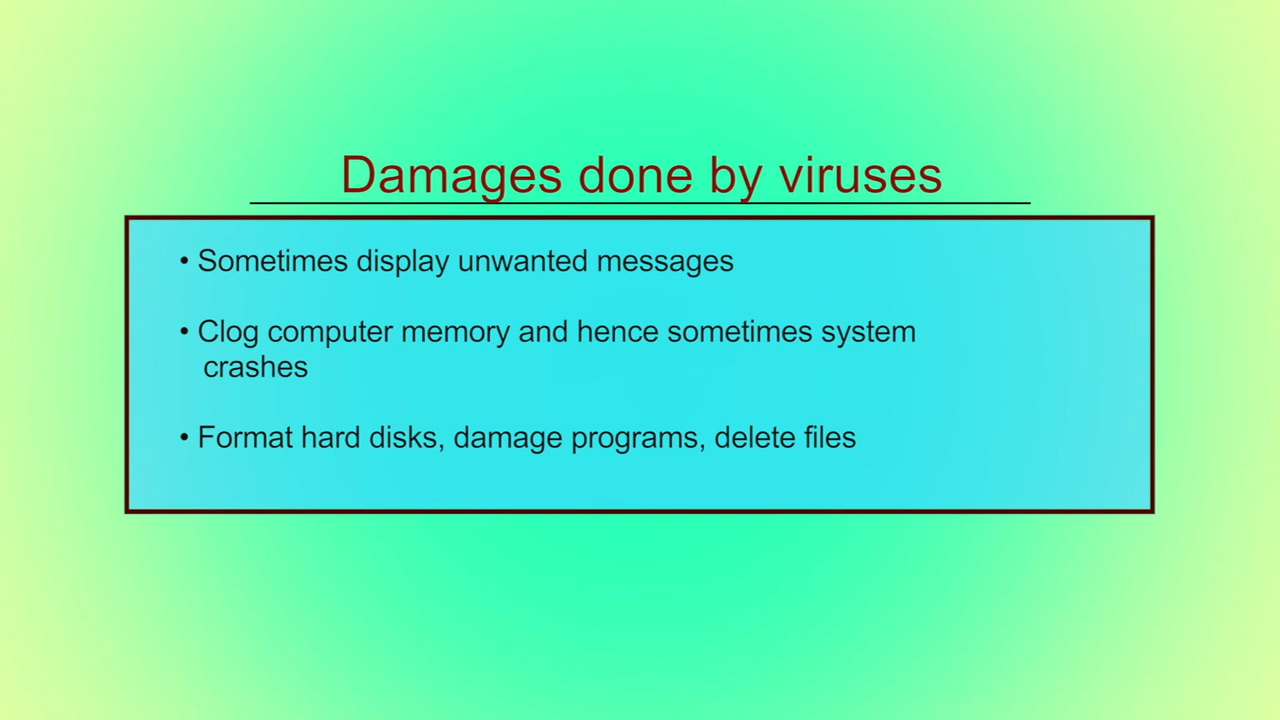 Damages done by viruses
• Sometimes display unwanted messages
• Clog computer memory and hence sometimes system
crashes
• Format hard disks, damage programs, delete files